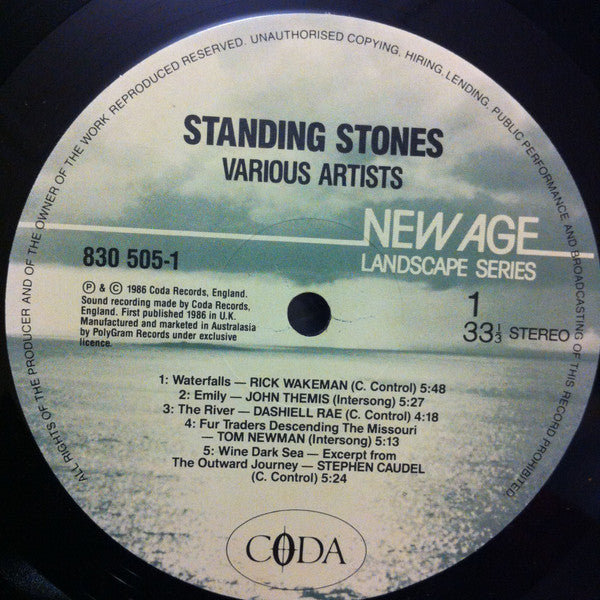 ALL RIGHTS OF THE PRODUCER AND OF THE OWNER OF THE WORK REPRODUCED RESERVED. UNAUTHORISED COPYING, HIRING, LENDING, PUBLIC PERFORMANCE AND BROADCASTING OF THIS RECORD PROHIBITED
STANDING STONES
VARIOUS ARTISTS
NEW AGE
LANDSCAPE SERIES
830 505-1
Ⓟ & © 1986 Coda Records, England.
Sound recording made by Coda Records,
England. First published 1986 in U.K.
Manufactured and marketed in Australasia
by PolyGram Records under exclusive
licence.
1
33⅓ STEREO
1: Waterfalls — RICK WAKEMAN (C. Control) 5:48
2: Emily — JOHN THEMIS (Intersong) 5:27
3: The River — DASHIELL RAE (C. Control) 4:18
4: Fur Traders Descending The Missouri
— TOM NEWMAN (Intersong) 5:13
5: Wine Dark Sea — Excerpt from
The Outward Journey — STEPHEN CAUDEL
(C. Control) 5:24
CODA